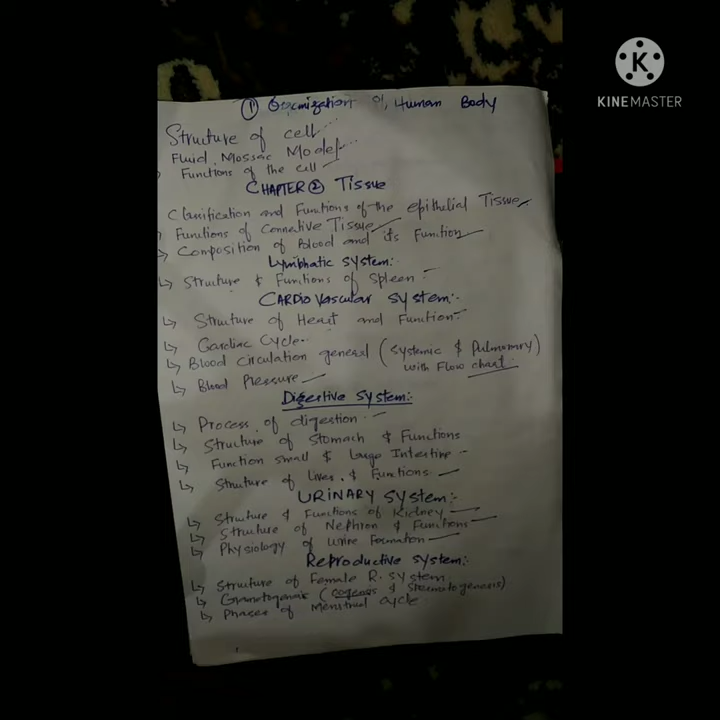 ① Organization of Human Body
Structure of cell
Fluid Mossac Model
Functions of the cell
CHAPTER ② Tissue
Classification and Functions of the epithelial Tissue
Functions of Connative Tissue
Composition of Blood and its Function
Lymphatic system:-
↳ Structure & Functions of Spleen
CARDIO Vascular system:-
↳ Structure of Heart and Function
↳ Cardiac Cycle
↳ Blood circulation general (systemic & Pulmonary)
with Flow chart
↳ Blood Pressure
Digestive System:-
↳ Process of digestion
↳ Structure of Stomach & Functions
↳ Function Small & Large Intestine
↳ Structure of Liver & Functions
URINARY System:-
↳ Structure & Functions of Kidney
↳ Structure of Nephron & Functions
↳ Physiology of Urine Formation
Reproductive System:-
↳ Structure of Female R. System
↳ (oogenesis &
↳ Phases of Menstrual Cycle
K
KINEMASTER